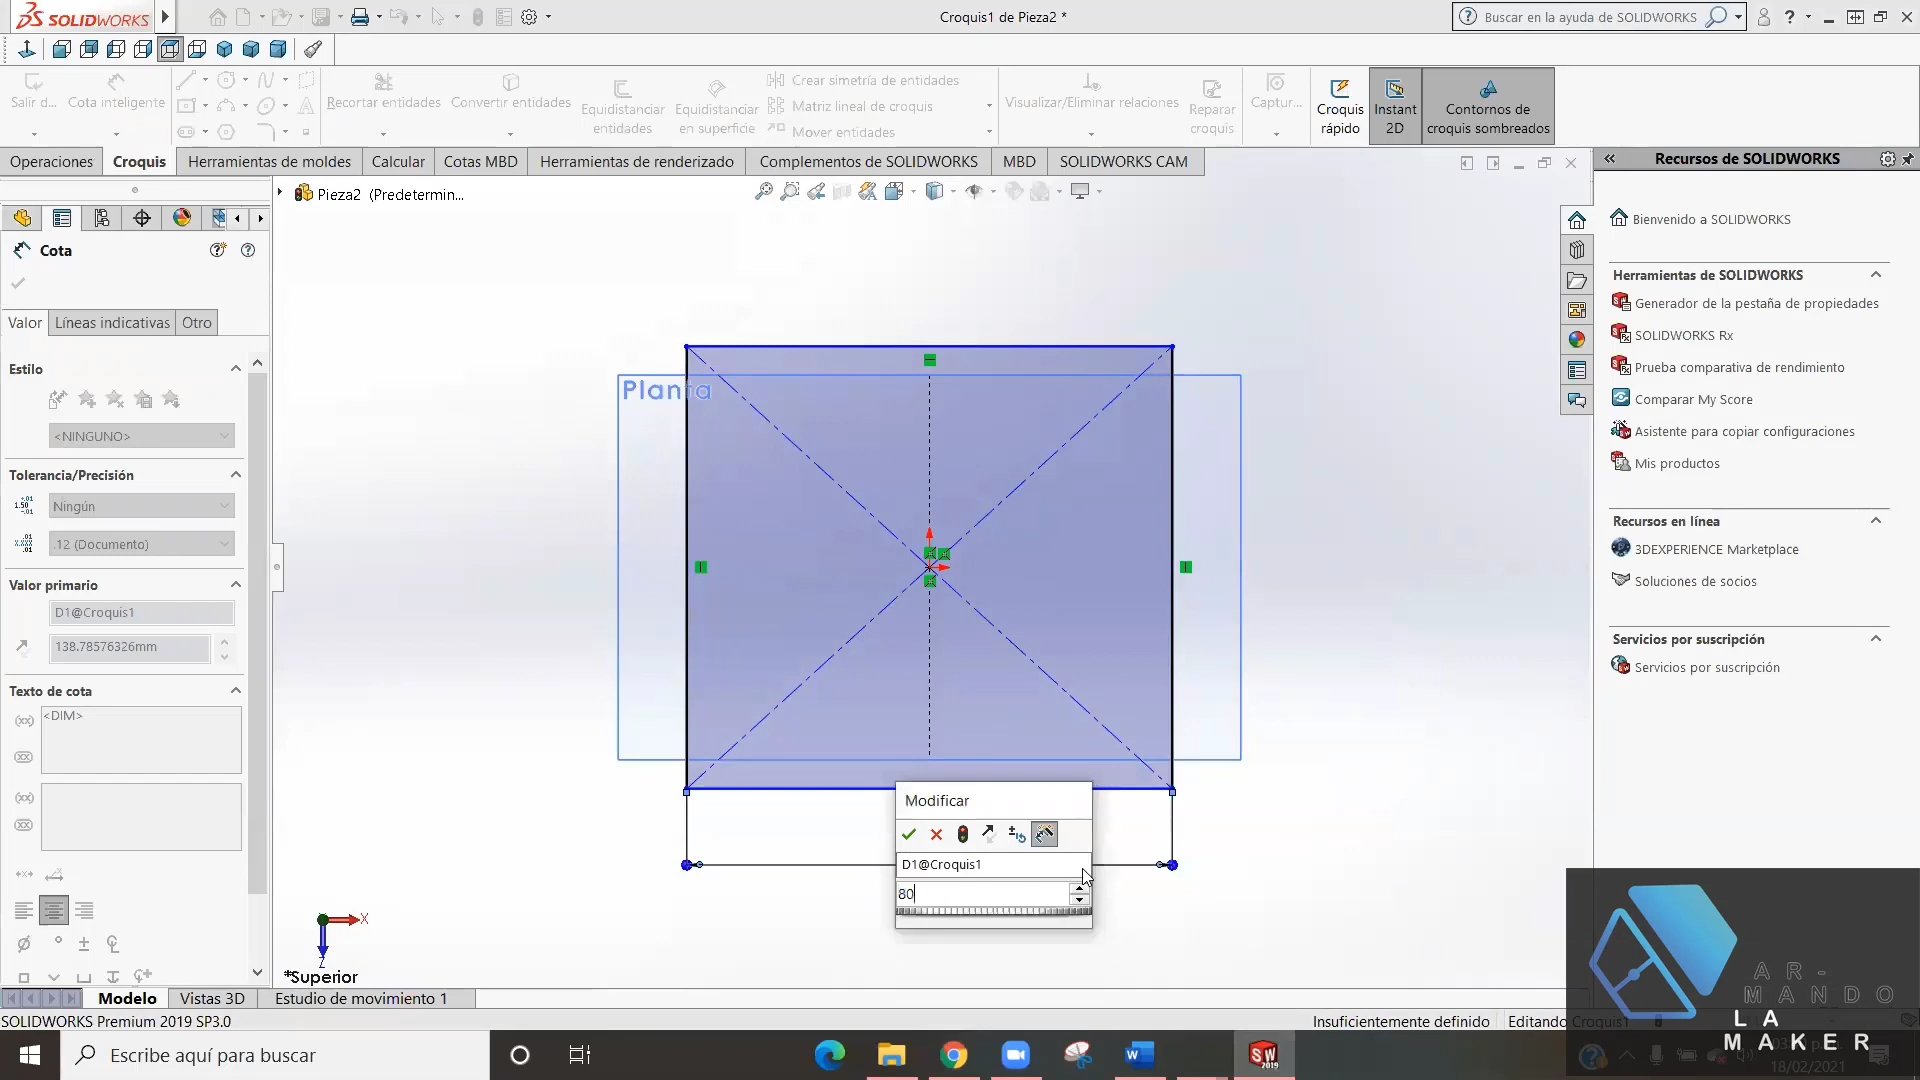 SOLIDWORKS
Croquis1 de Pieza2 *
Buscar en la ayuda de SOLIDWORKS
Salir d...
Cota inteligente
Recortar entidades
Convertir entidades
Equidistanciar entidades
Equidistanciar en superficie
Crear simetría de entidades
Matriz lineal de croquis
Mover entidades
Visualizar/Eliminar relaciones
Reparar croquis
Captur...
Croquis rápido
Instant 2D
Contornos de croquis sombreados
Operaciones
Croquis
Herramientas de moldes
Calcular
Cotas MBD
Herramientas de renderizado
Complementos de SOLIDWORKS
MBD
SOLIDWORKS CAM
Recursos de SOLIDWORKS
Pieza2 (Predetermin...
Cota
Valor
Líneas indicativas
Otro
Estilo
<NINGUNO>
Tolerancia/Precisión
Ningún
.12 (Documento)
Valor primario
D1@Croquis1
138.78576326mm
Texto de cota
<DIM>
Planta
Modificar
D1@Croquis1
80
X
Z
*Superior
Bienvenido a SOLIDWORKS
Herramientas de SOLIDWORKS
Generador de la pestaña de propiedades
SOLIDWORKS Rx
Prueba comparativa de rendimiento
Comparar My Score
Asistente para copiar configuraciones
Mis productos
Recursos en línea
3DEXPERIENCE Marketplace
Soluciones de socios
Servicios por suscripción
Servicios por suscripción
Modelo
Vistas 3D
Estudio de movimiento 1
SOLIDWORKS Premium 2019 SP3.0
Insuficientemente definido
Editando Croquis1
AR-
MANDO
LA
MAKER
Escribe aquí para buscar
18/02/2021